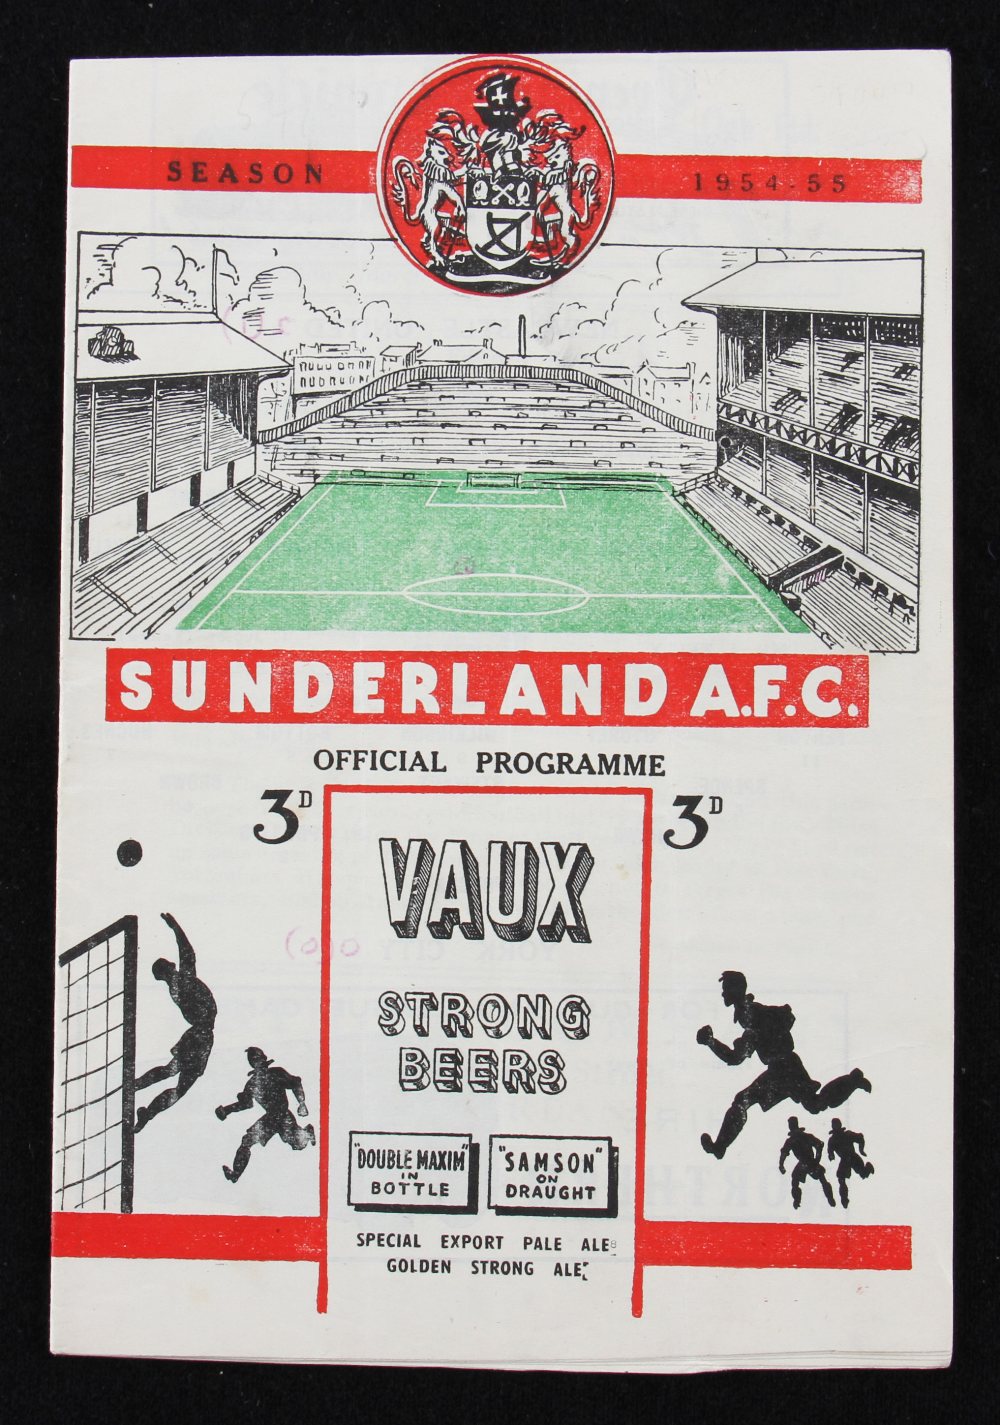 SEASON 1954-55
SUNDERLAND A.F.C.
OFFICIAL PROGRAMME
3D 3D
VAUX
STRONG
BEERS
"DOUBLE MAXIM"
IN
BOTTLE
"SAMSON"
ON
DRAUGHT
SPECIAL EXPORT PALE ALE
GOLDEN STRONG ALE